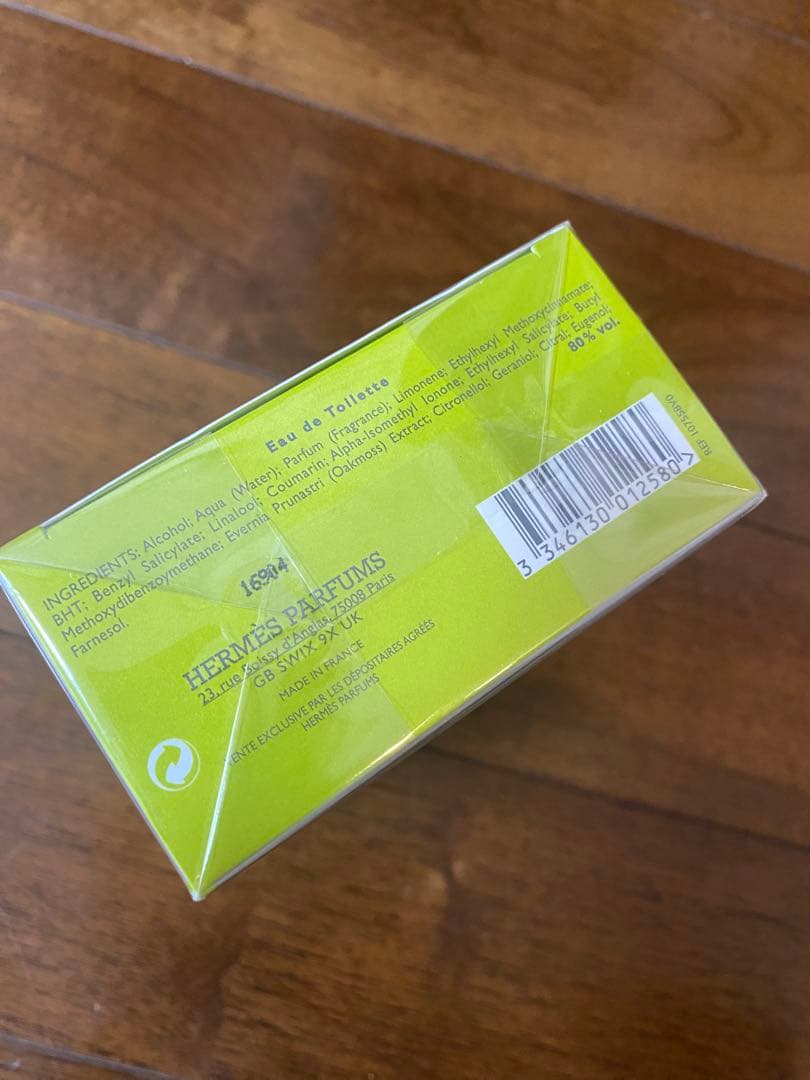 Eau de Toilette
INGREDIENTS: Alcohol; Aqua (Water); Parfum (Fragrance); Limonene; Ethylhexyl Methoxycinnamate;
BHT; Benzyl Salicylate; Linalool; Coumarin; Alpha-Isomethyl Ionone; Ethylhexyl Salicylate; Butyl
Methoxydibenzoymethane; Evernia Prunastri (Oakmoss) Extract; Citronellol; Geraniol; Citral; Eugenol;
Farnesol.
80% vol.
16904
HERMÈS PARFUMS
23, rue Boissy d'Anglas, 75008 Paris
GB SW1X 9X UK
MADE IN FRANCE
VENTE EXCLUSIVE PAR LES DÉPOSITAIRES AGRÉÉS
HERMÈS PARFUMS
3 346130 012580 >
REF 10755BV0